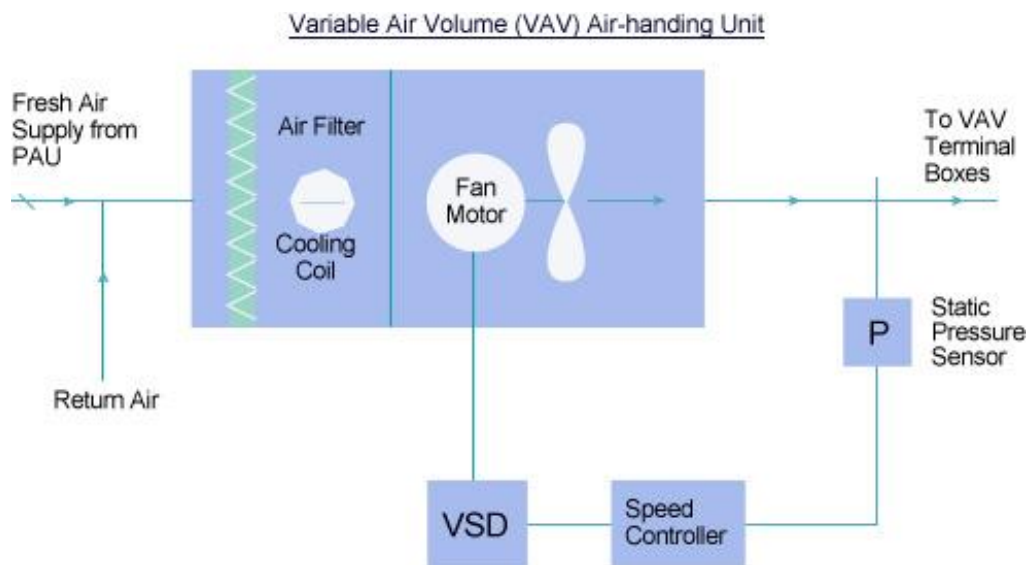 Variable Air Volume (VAV) Air-handing Unit
Fresh Air
Supply from
PAU
Air Filter
Cooling
Coil
Fan
Motor
To VAV
Terminal
Boxes
Return Air
P
Static
Pressure
Sensor
VSD
Speed
Controller